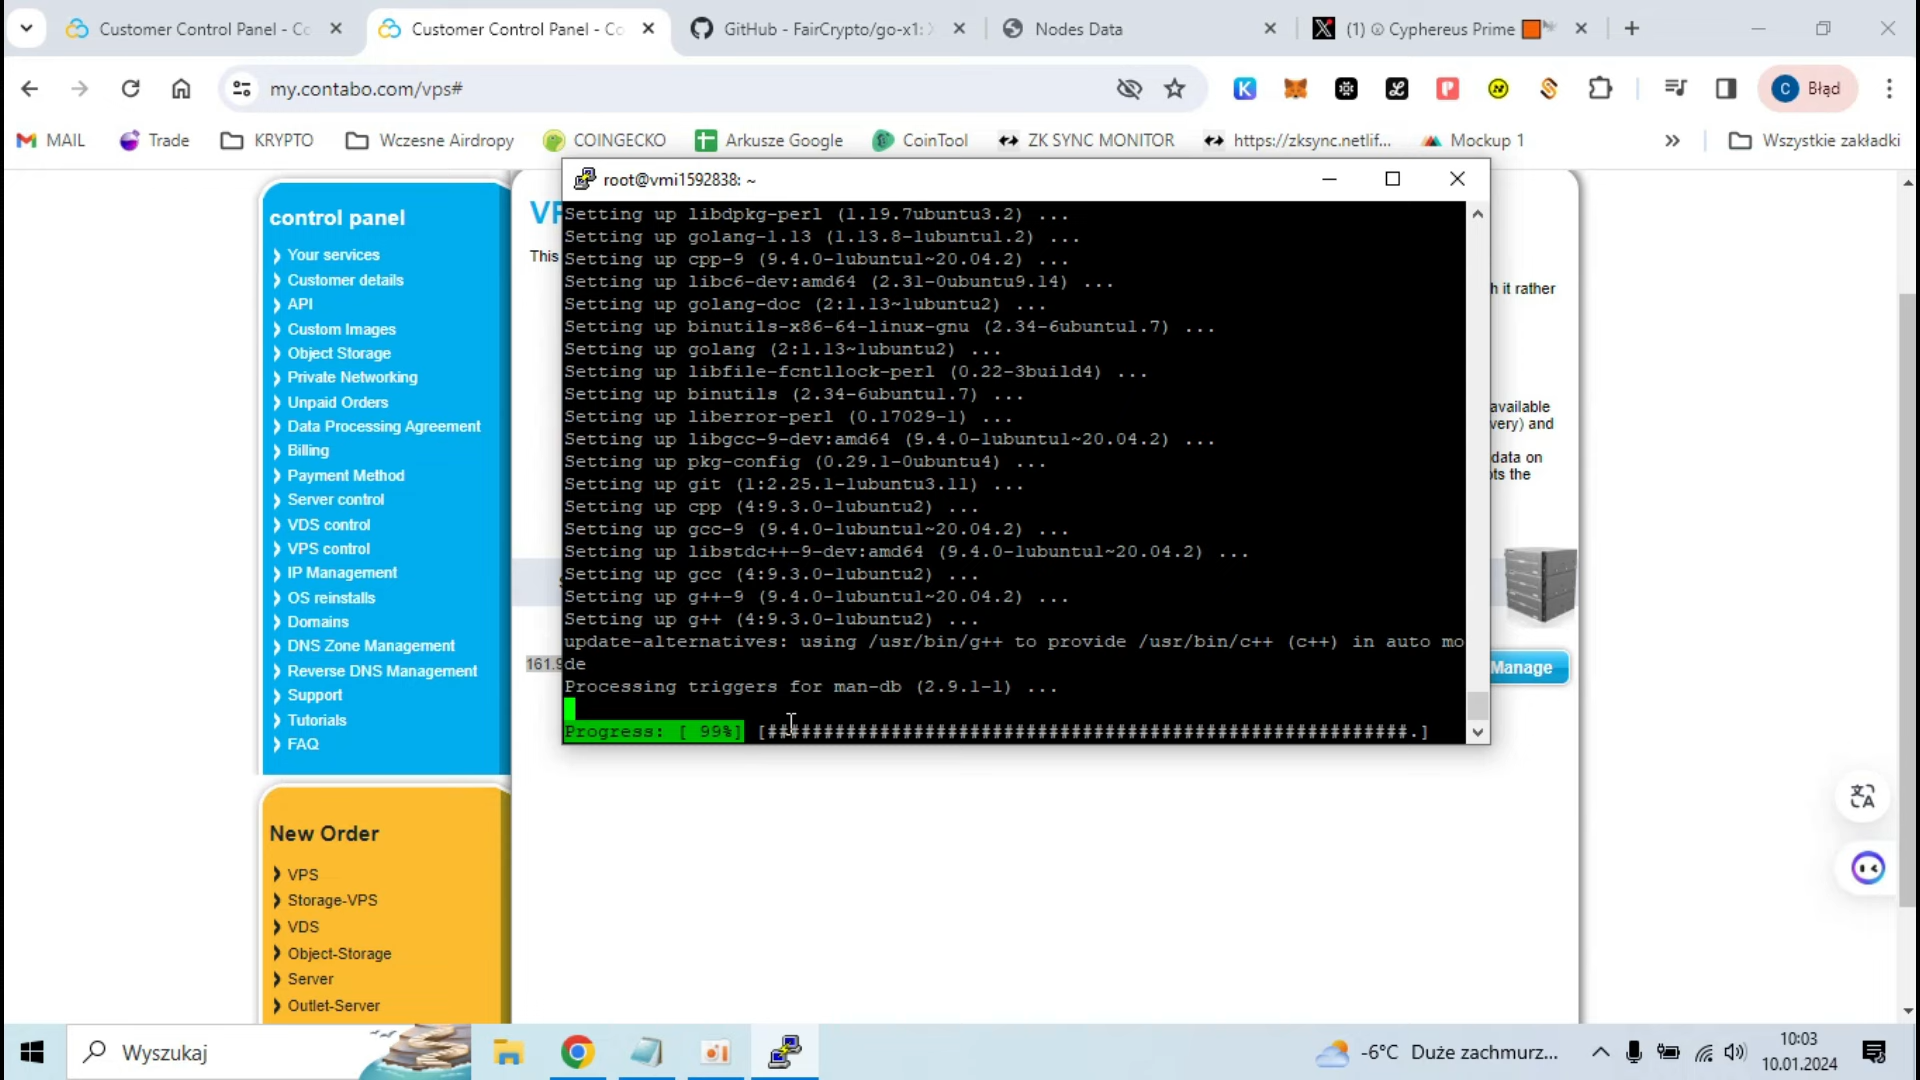 Customer Control Panel - Co
Customer Control Panel - Co
GitHub - FairCrypto/go-x1: X
Nodes Data
(1) Cyphereus Prime
my.contabo.com/vps#
Błąd
MAIL
Trade
KRYPTO
Wczesne Airdropy
COINGECKO
Arkusze Google
CoinTool
ZK SYNC MONITOR
https://zksync.netlif...
Mockup 1
Wszystkie zakładki
control panel
Your services
Customer details
API
Custom Images
Object Storage
Private Networking
Unpaid Orders
Data Processing Agreement
Billing
Payment Method
Server control
VDS control
VPS control
IP Management
OS reinstalls
Domains
DNS Zone Management
Reverse DNS Management
Support
Tutorials
FAQ
New Order
VPS
Storage-VPS
VDS
Object-Storage
Server
Outlet-Server
This
161.9
root@vmi1592838: ~
Setting up libdpkg-perl (1.19.7ubuntu3.2) ...
Setting up golang-1.13 (1.13.8-1ubuntu1.2) ...
Setting up cpp-9 (9.4.0-1ubuntu1~20.04.2) ...
Setting up libc6-dev:amd64 (2.31-0ubuntu9.14) ...
Setting up golang-doc (2:1.13~1ubuntu2) ...
Setting up binutils-x86-64-linux-gnu (2.34-6ubuntu1.7) ...
Setting up golang (2:1.13~1ubuntu2) ...
Setting up libfile-fcntllock-perl (0.22-3build4) ...
Setting up binutils (2.34-6ubuntu1.7) ...
Setting up liberror-perl (0.17029-1) ...
Setting up libgcc-9-dev:amd64 (9.4.0-1ubuntu1~20.04.2) ...
Setting up pkg-config (0.29.1-0ubuntu4) ...
Setting up git (1:2.25.1-1ubuntu3.11) ...
Setting up cpp (4:9.3.0-1ubuntu2) ...
Setting up gcc-9 (9.4.0-1ubuntu1~20.04.2) ...
Setting up libstdc++-9-dev:amd64 (9.4.0-1ubuntu1~20.04.2) ...
Setting up gcc (4:9.3.0-1ubuntu2) ...
Setting up g++-9 (9.4.0-1ubuntu1~20.04.2) ...
Setting up g++ (4:9.3.0-1ubuntu2) ...
update-alternatives: using /usr/bin/g++ to provide /usr/bin/c++ (c++) in auto mo
de
Processing triggers for man-db (2.9.1-1) ...
Progress: [ 99%] [#########################################################.]
h it rather
available
very) and
data on
ots the
Manage
Wyszukaj
-6°C Duże zachmurz...
10:03
10.01.2024